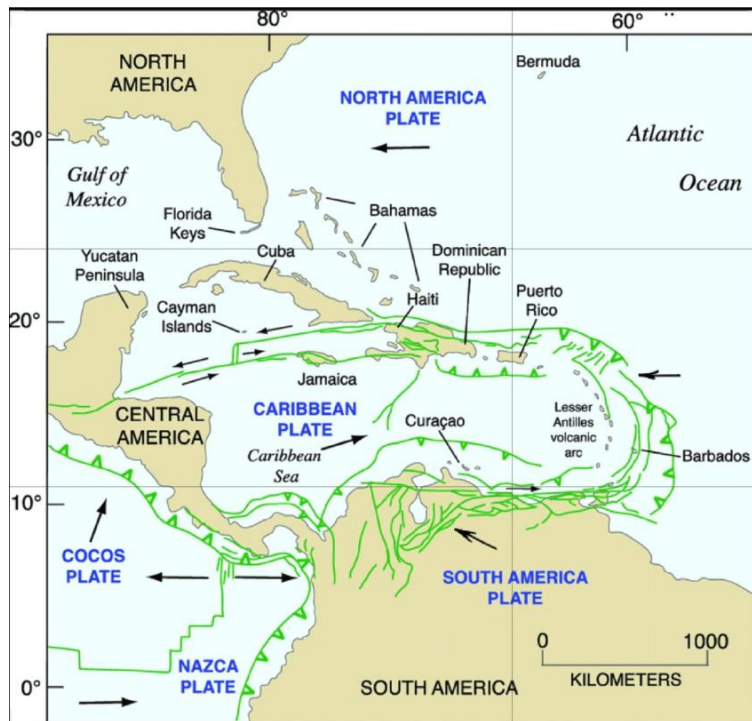 80°
60°
NORTH
AMERICA
Bermuda
NORTH AMERICA
PLATE
30°
Atlantic
Ocean
Gulf of
Mexico
Florida
Keys
Bahamas
Yucatan
Peninsula
Cuba
Dominican
Republic
Haiti
Puerto
Rico
Cayman
Islands
20°
Jamaica
CENTRAL
AMERICA
CARIBBEAN
PLATE
Curaçao
Lesser
Antilles
volcanic
arc
Caribbean
Sea
Barbados
10°
COCOS
PLATE
SOUTH AMERICA
PLATE
0
1000
KILOMETERS
NAZCA
PLATE
0°
SOUTH AMERICA